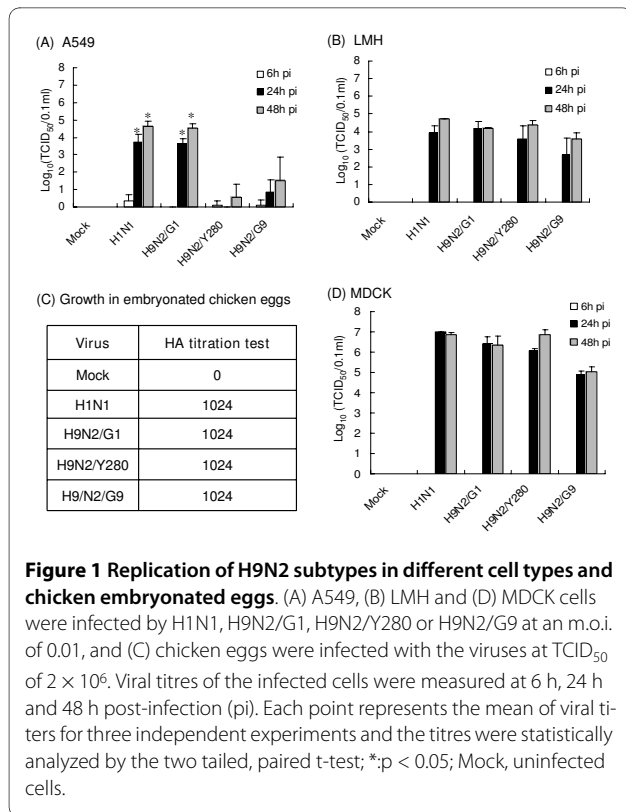 (A) A549
Log10(TCID50/0.1ml)
8
7
6
5
4
3
2
1
0
6h pi
24h pi
48h pi
* * * *
Mock
H1N1
H9N2/G1
H9N2/Y280
H9N2/G9
(B) LMH
Log10 (TCID50/0.1ml)
8
7
6
5
4
3
2
1
0
6h pi
24h pi
48h pi
Mock
H1N1
H9N2/G1
H9N2/Y280
H9N2/G9
(C) Growth in embryonated chicken eggs
Virus HA titration test
Mock 0
H1N1 1024
H9N2/G1 1024
H9N2/Y280 1024
H9/N2/G9 1024
(D) MDCK
Log10 (TCID50/0.1ml)
8
7
6
5
4
3
2
1
0
6h pi
24h pi
48h pi
Mock
H1N1
H9N2/G1
H9N2/Y280
H9N2/G9
Figure 1 Replication of H9N2 subtypes in different cell types and
chicken embryonated eggs. (A) A549, (B) LMH and (D) MDCK cells
were infected by H1N1, H9N2/G1, H9N2/Y280 or H9N2/G9 at an m.o.i.
of 0.01, and (C) chicken eggs were infected with the viruses at TCID50
of 2 × 10⁶. Viral titres of the infected cells were measured at 6 h, 24 h
and 48 h post-infection (pi). Each point represents the mean of viral ti-
ters for three independent experiments and the titres were statistically
analyzed by the two tailed, paired t-test; *:p < 0.05; Mock, uninfected
cells.